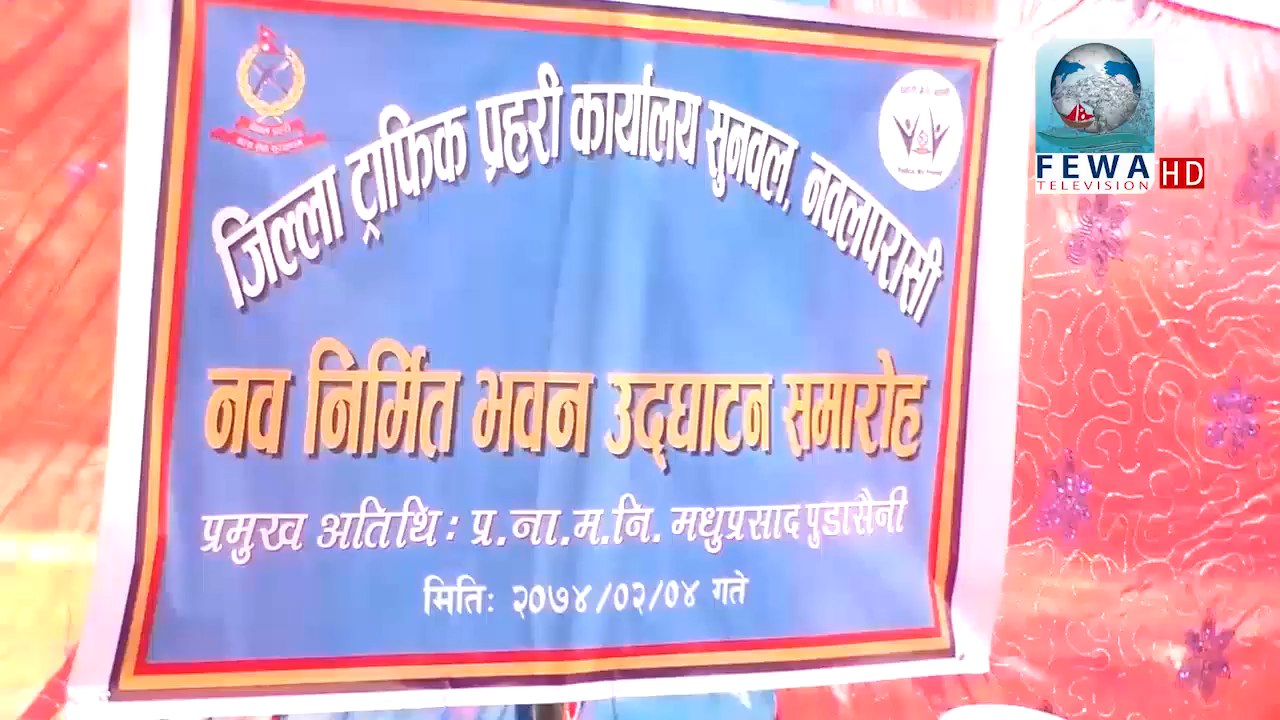 जिल्ला ट्राफिक प्रहरी कार्यालय सुनवल, नवलपरासी
नव निर्मित भवन उद्घाटन समारोह
प्रमुख अतिथि: प्र.ना.म.नि. मधुप्रसाद पुडासैनी
मिति: २०७४/०२/०४ गते
FEWA
TELEVISION HD